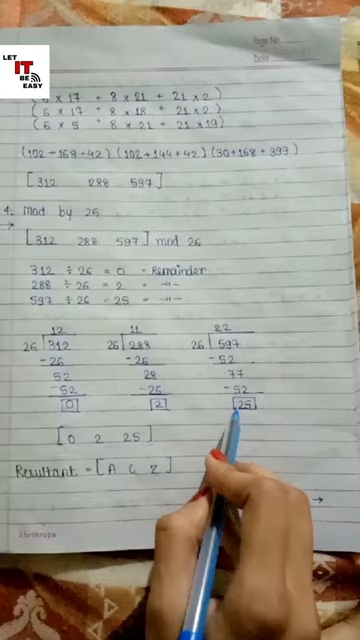 LET
IT
BE
EASY
Page No.
Date
(6 × 17 + 8 × 21 + 21 × 2)
(6 × 17 + 8 × 18 + 21 × 2)
(6 × 5 + 8 × 21 + 21 × 19)
(102 + 168 + 42) (102 + 144 + 42) (30 + 168 + 399)
[312 288 597]
4. Mod by 26
→
[312 288 597] mod 26
312 ÷ 26 = 0 - Remainder
288 ÷ 26 = 2 - -11-
597 ÷ 26 = 25 = -11-
12 11 22
26 312 26 288 26 597
-26 -26 -52
52 28 77
-52 -26 -52
0 2 25
[0 2 25]
Resultant = [A C Z]
→
Shrikrupa